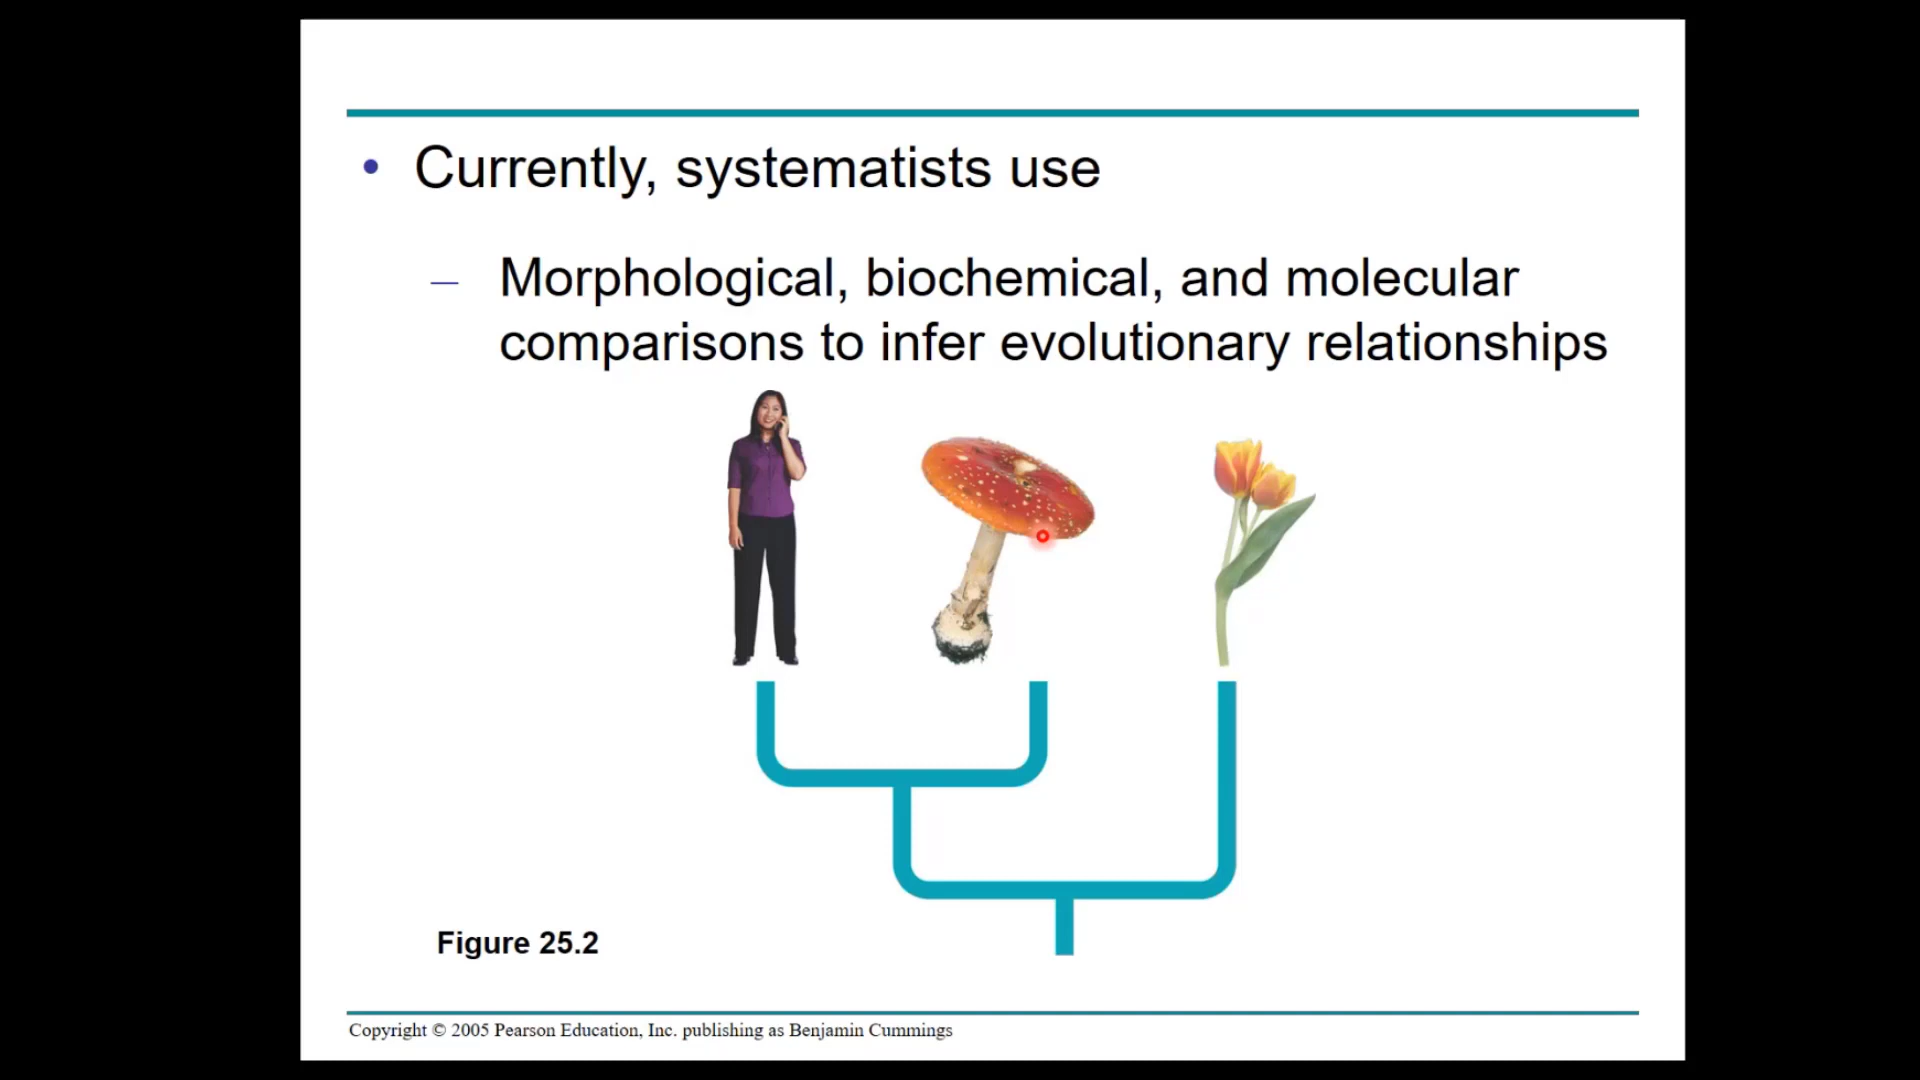 • Currently, systematists use
– Morphological, biochemical, and molecular
comparisons to infer evolutionary relationships
Figure 25.2
Copyright © 2005 Pearson Education, Inc. publishing as Benjamin Cummings